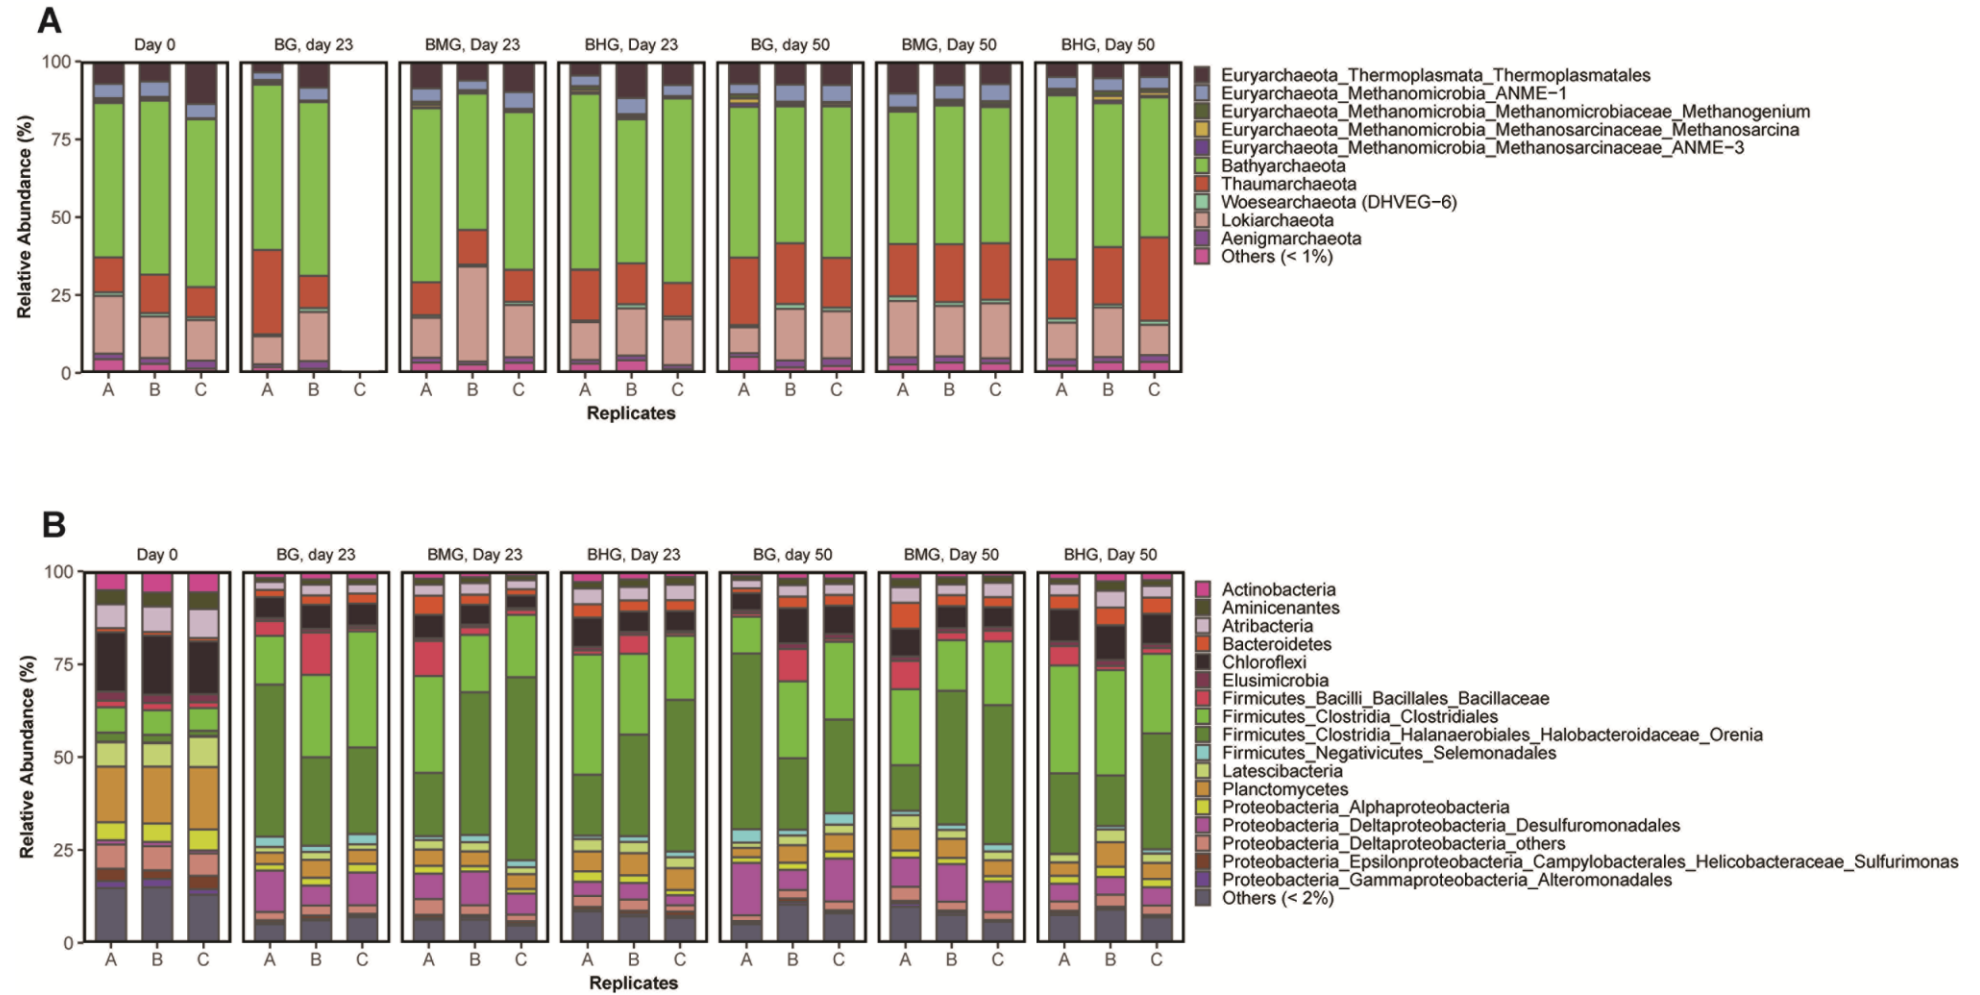 A
Day 0
BG, day 23
BMG, Day 23
BHG, Day 23
BG, day 50
BMG, Day 50
BHG, Day 50
Relative Abundance (%)
100
75
50
25
0
A B C A B C A B C A B C A B C A B C A B C
Replicates
Euryarchaeota_Thermoplasmata_Thermoplasmatales
Euryarchaeota_Methanomicrobia_ANME−1
Euryarchaeota_Methanomicrobia_Methanomicrobiaceae_Methanogenium
Euryarchaeota_Methanomicrobia_Methanosarcinaceae_Methanosarcina
Euryarchaeota_Methanomicrobia_Methanosarcinaceae_ANME−3
Bathyarchaeota
Thaumarchaeota
Woesearchaeota (DHVEG−6)
Lokiarchaeota
Aenigmarchaeota
Others (< 1%)
B
Day 0
BG, day 23
BMG, Day 23
BHG, Day 23
BG, day 50
BMG, Day 50
BHG, Day 50
Relative Abundance (%)
100
75
50
25
0
A B C A B C A B C A B C A B C A B C A B C
Replicates
Actinobacteria
Aminicenantes
Atribacteria
Bacteroidetes
Chloroflexi
Elusimicrobia
Firmicutes_Bacilli_Bacillales_Bacillaceae
Firmicutes_Clostridia_Clostridiales
Firmicutes_Clostridia_Halanaerobiales_Halobacteroidaceae_Orenia
Firmicutes_Negativicutes_Selemonadales
Latescibacteria
Planctomycetes
Proteobacteria_Alphaproteobacteria
Proteobacteria_Deltaproteobacteria_Desulfuromonadales
Proteobacteria_Deltaproteobacteria_others
Proteobacteria_Epsilonproteobacteria_Campylobacterales_Helicobacteraceae_Sulfurimonas
Proteobacteria_Gammaproteobacteria_Alteromonadales
Others (< 2%)